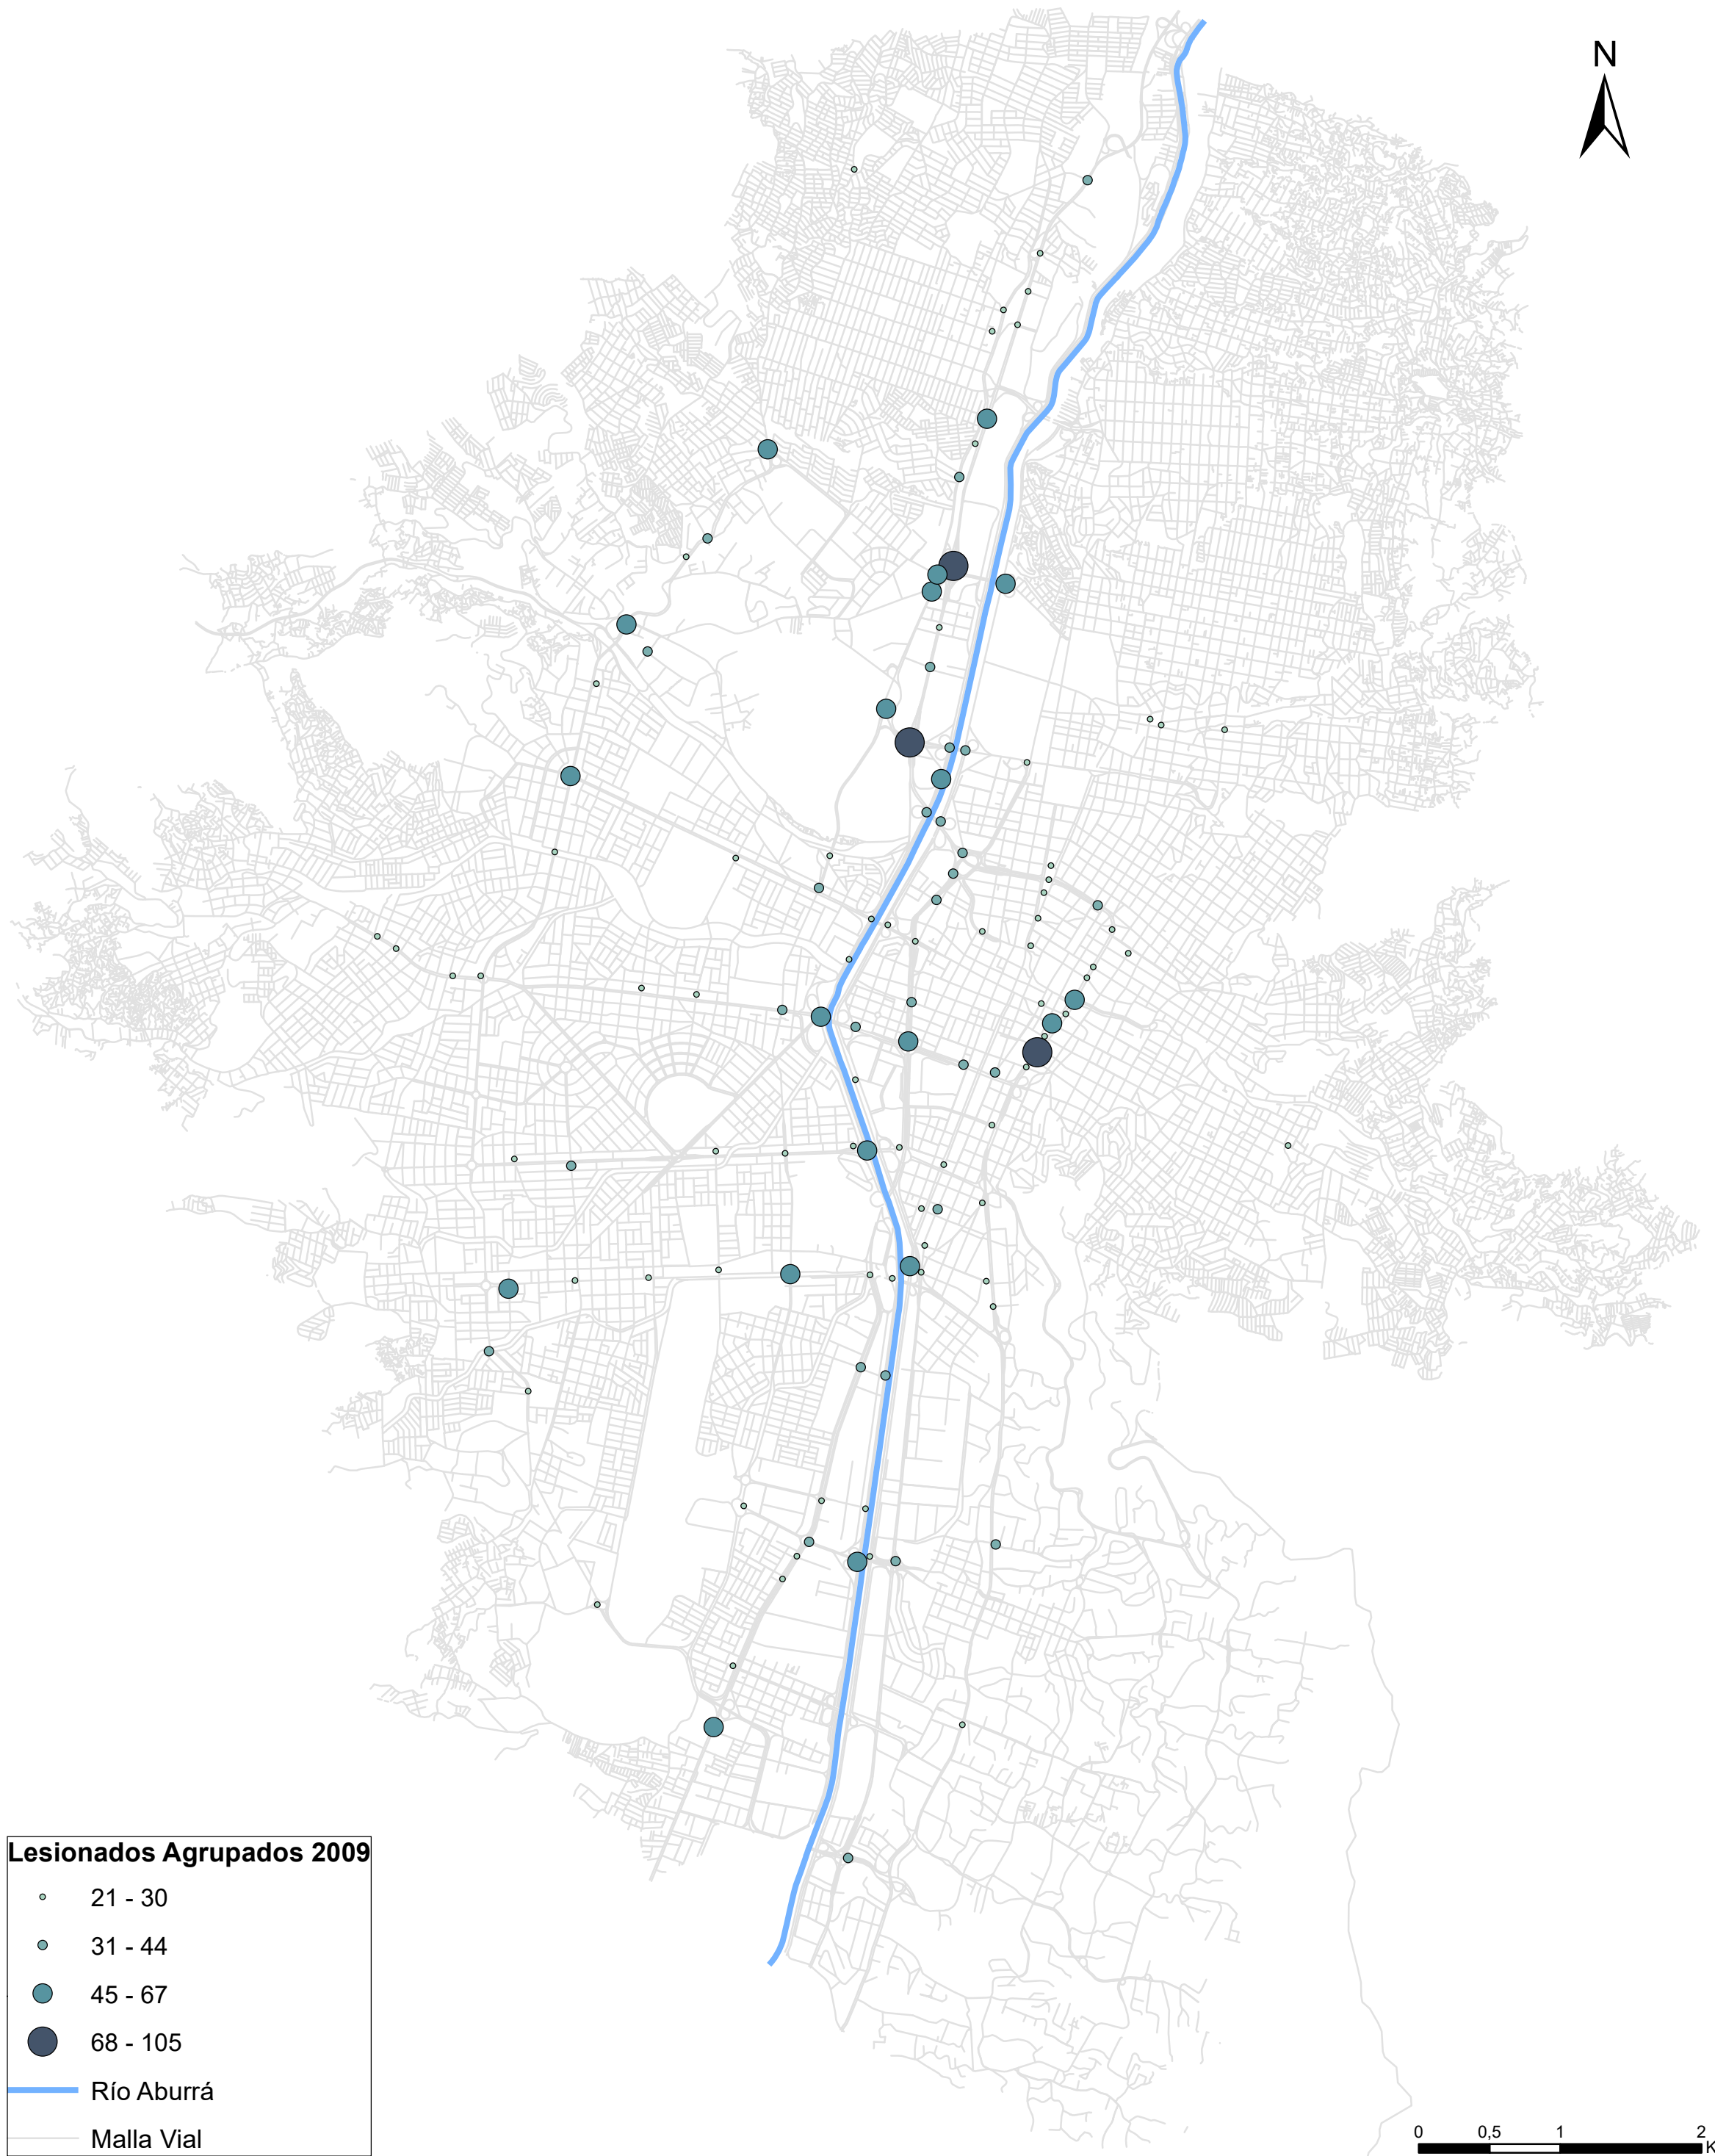 N
Lesionados Agrupados 2009
21 - 30
31 - 44
45 - 67
68 - 105
Río Aburrá
Malla Vial
0 0,5 1 2
K